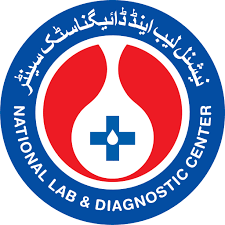 نیشنل لیب اینڈ ڈائیگناسٹک سینٹر
NATIONAL LAB & DIAGNOSTIC CENTER